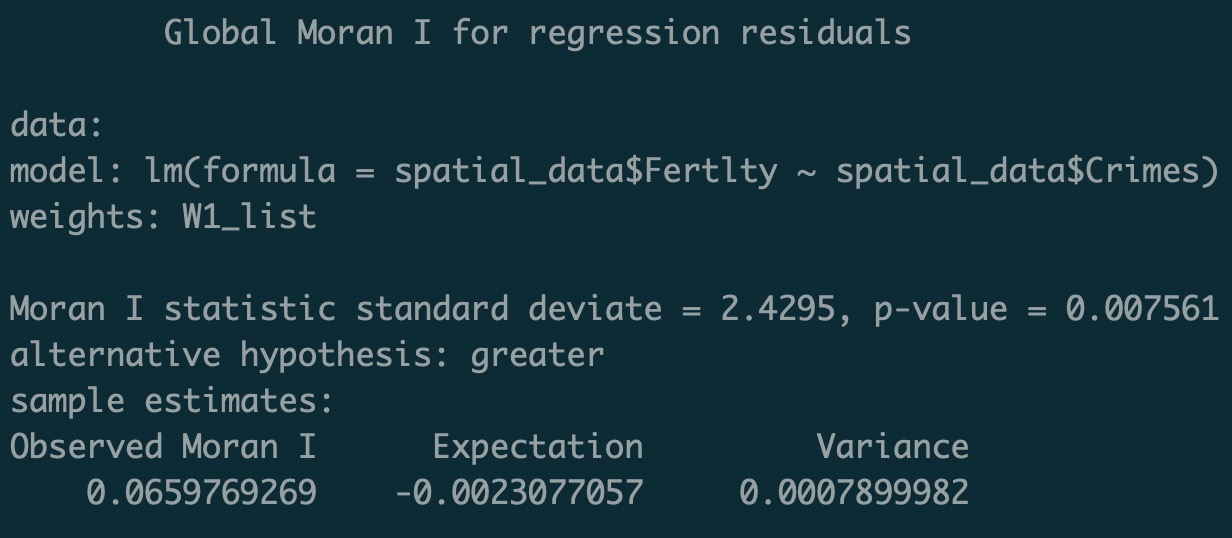 Global Moran I for regression residuals
data:
model: lm(formula = spatial_data$Fertlty ~ spatial_data$Crimes)
weights: W1_list
Moran I statistic standard deviate = 2.4295, p-value = 0.007561
alternative hypothesis: greater
sample estimates:
Observed Moran I Expectation Variance
0.0659769269 -0.0023077057 0.0007899982